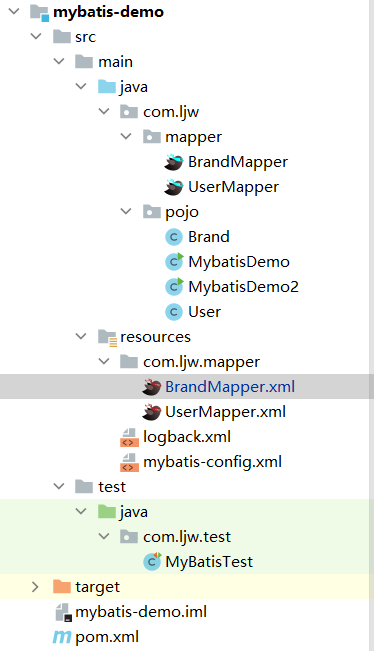 mybatis-demo
src
main
java
com.ljw
mapper
BrandMapper
UserMapper
pojo
Brand
MybatisDemo
MybatisDemo2
User
resources
com.ljw.mapper
BrandMapper.xml
UserMapper.xml
logback.xml
mybatis-config.xml
test
java
com.ljw.test
MyBatisTest
target
mybatis-demo.iml
pom.xml